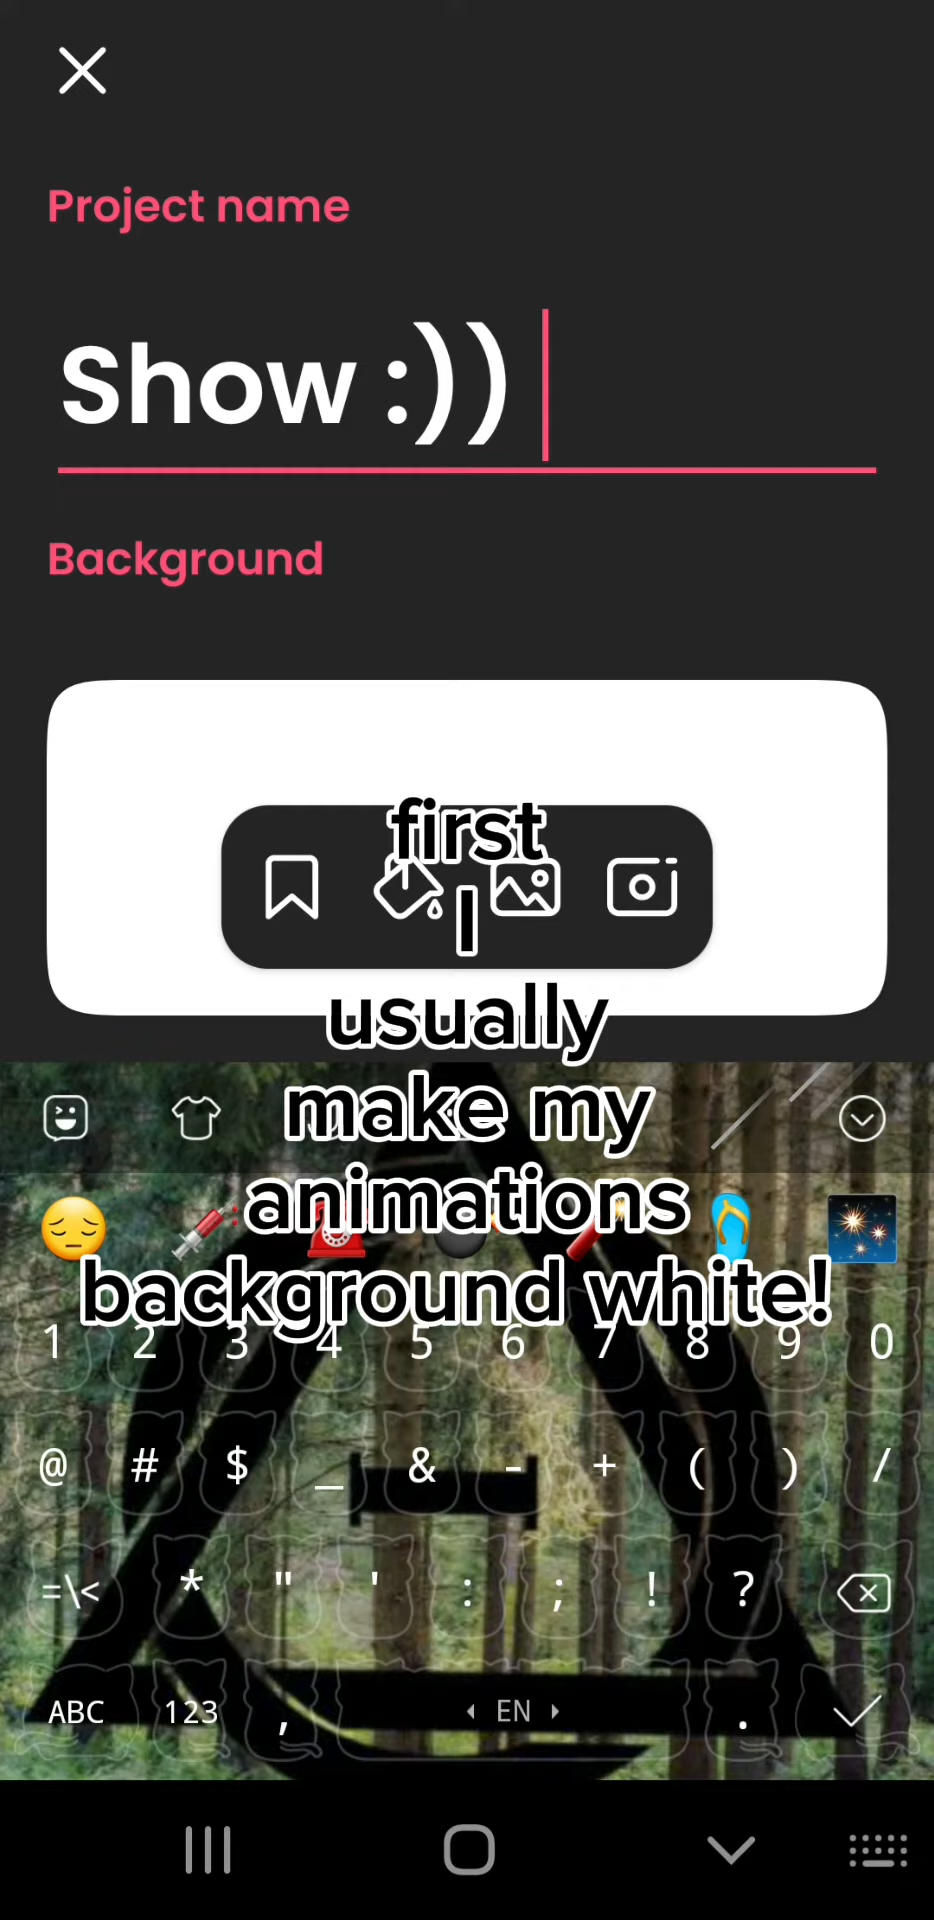 Project name
Show :))
Background
first
I
usually
make my
animations
background white!
1 2 3 4 5 6 7 8 9 0
@ # $ _ & - + ( ) /
=\< * " ' : ; ! ?
ABC 123 , EN .